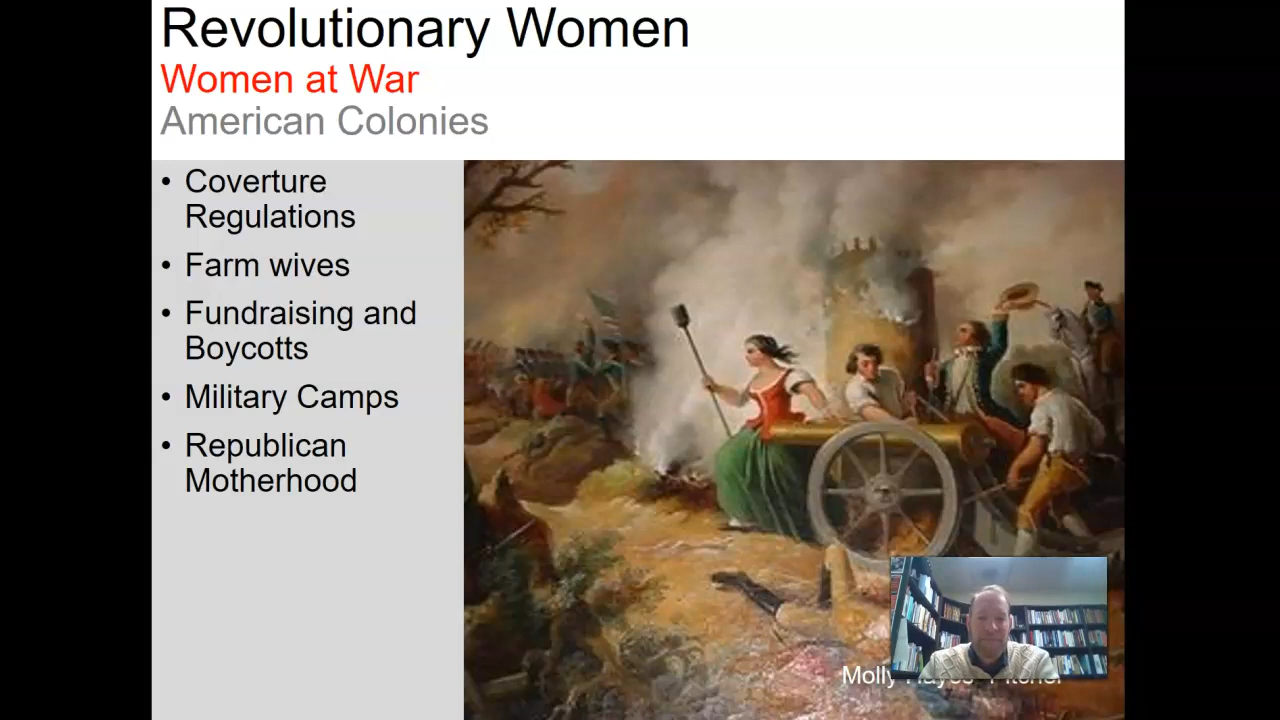 Revolutionary Women
Women at War
American Colonies
• Coverture
Regulations
• Farm wives
• Fundraising and
Boycotts
• Military Camps
• Republican
Motherhood
Molly